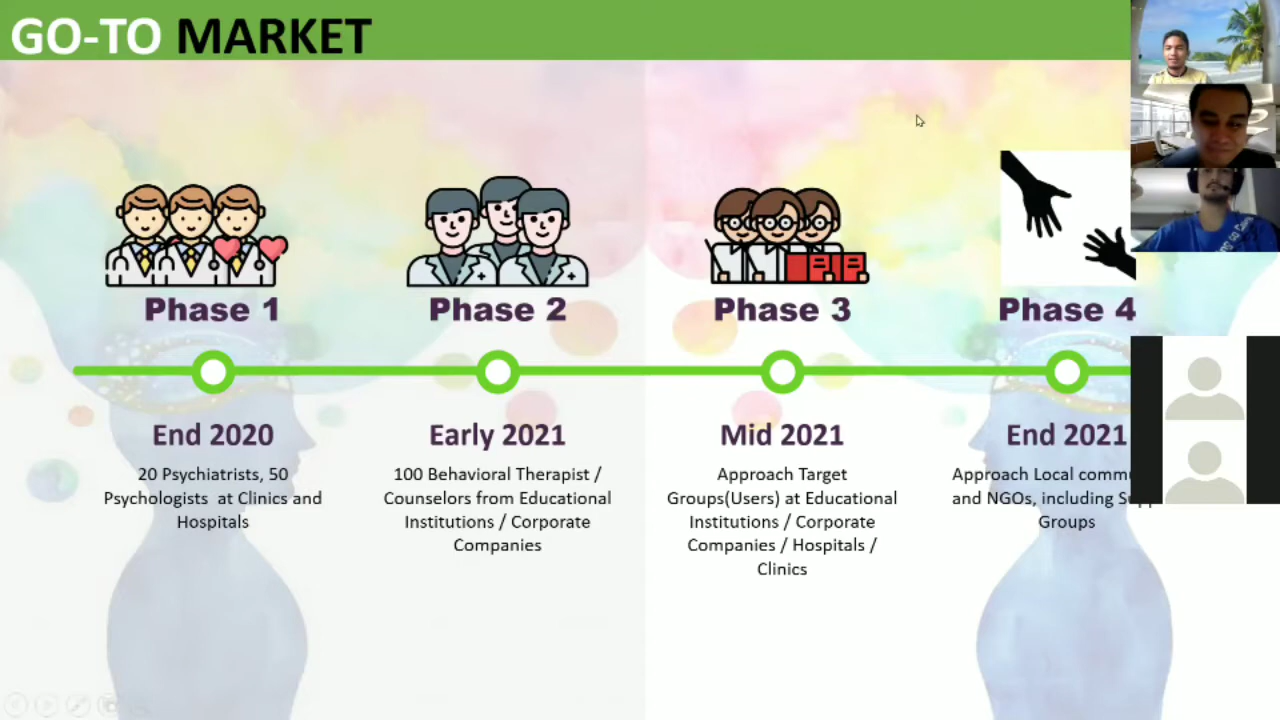 GO-TO MARKET
Phase 1
Phase 2
Phase 3
Phase 4
End 2020
Early 2021
Mid 2021
End 2021
20 Psychiatrists, 50
Psychologists at Clinics and
Hospitals
100 Behavioral Therapist /
Counselors from Educational
Institutions / Corporate
Companies
Approach Target
Groups(Users) at Educational
Institutions / Corporate
Companies / Hospitals /
Clinics
Approach Local
and NGOs, including
Groups